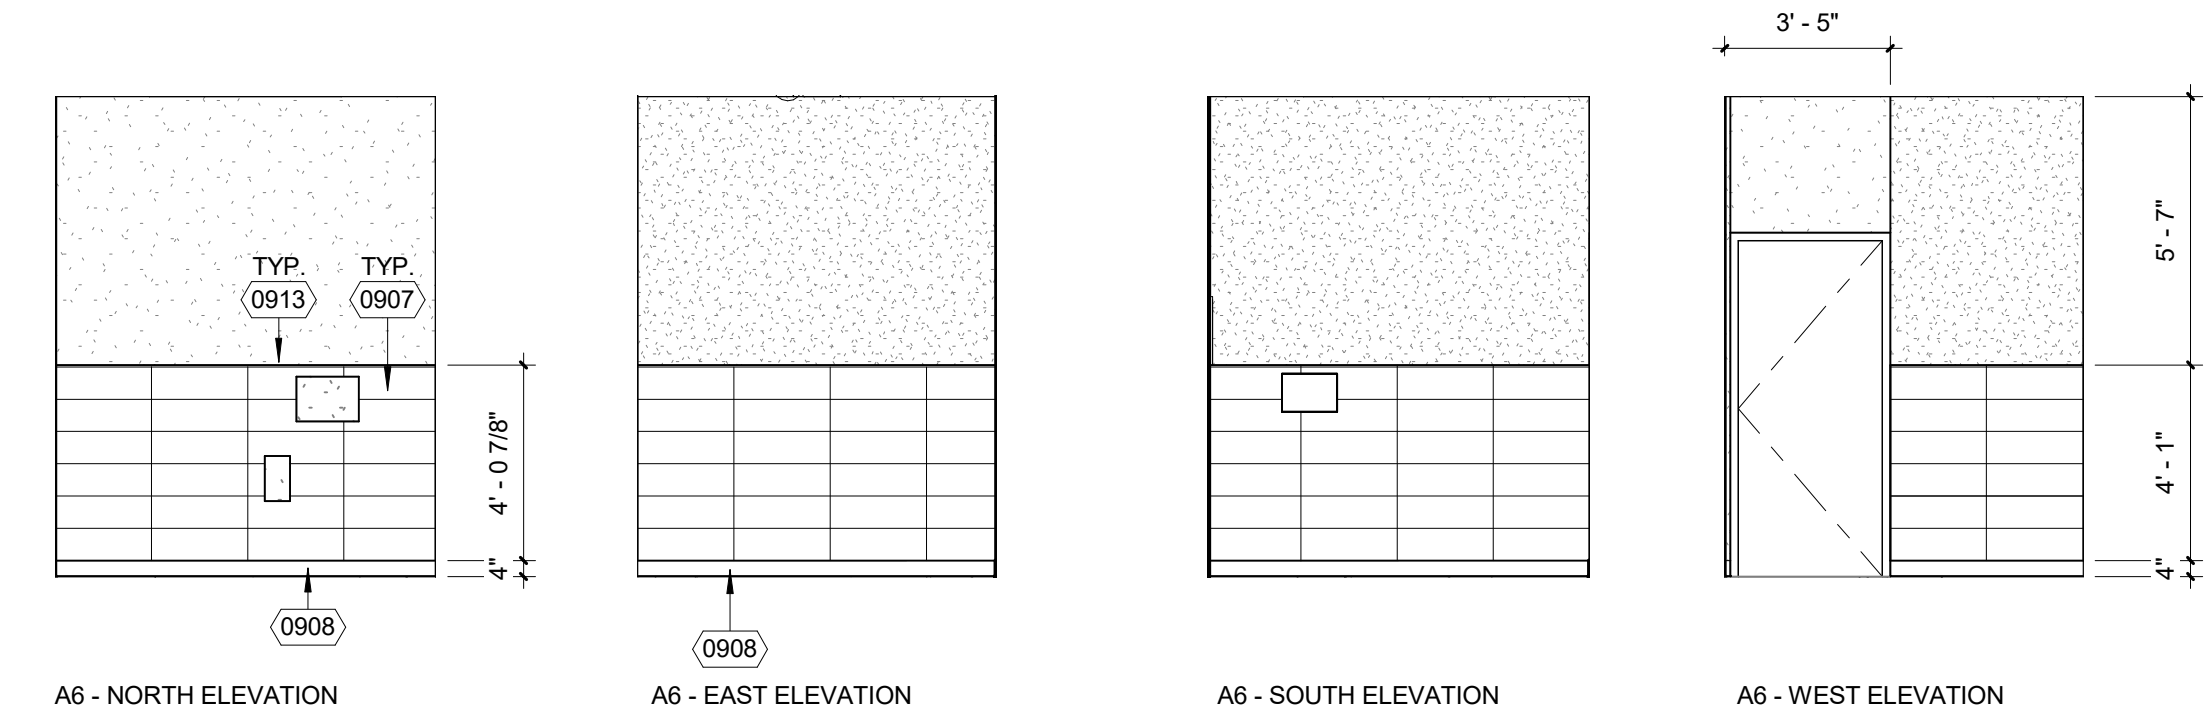 3' - 5"
TYP.
0913
TYP.
0907
5' - 7"
4' - 0 7/8"
4' - 1"
4"
4"
0908
0908
A6 - NORTH ELEVATION
A6 - EAST ELEVATION
A6 - SOUTH ELEVATION
A6 - WEST ELEVATION